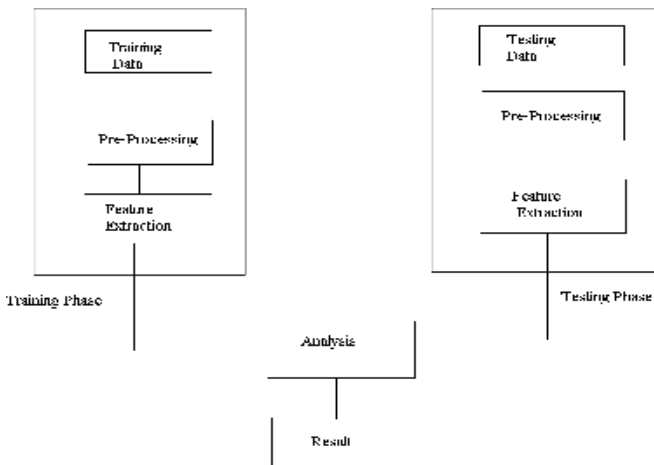 Training
Data
Pre-Processing
Feature
Extraction
Training Phase
Testing
Data
Pre-Processing
Feature
Extraction
Testing Phase
Analysis
Result